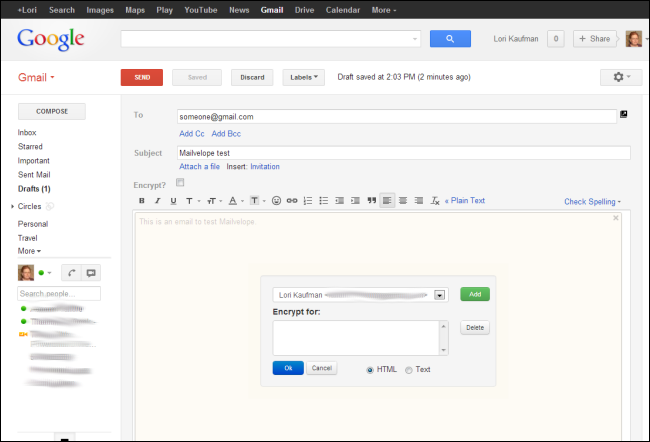 +Lori Search Images Maps Play YouTube News Gmail Drive Calendar More
Google
Lori Kaufman 0 + Share
Gmail SEND Saved Discard Labels Draft saved at 2:03 PM (2 minutes ago)
COMPOSE
Inbox
Starred
Important
Sent Mail
Drafts (1)
Circles
Personal
Travel
More
Search people...
To someone@gmail.com
Add Cc Add Bcc
Subject Mailvelope test
Attach a file Insert: Invitation
Encrypt?
B I U T TT A T « Plain Text Check Spelling
This is an email to test Mailvelope.
Lori Kaufman Add
Encrypt for:
Delete
Ok Cancel HTML Text